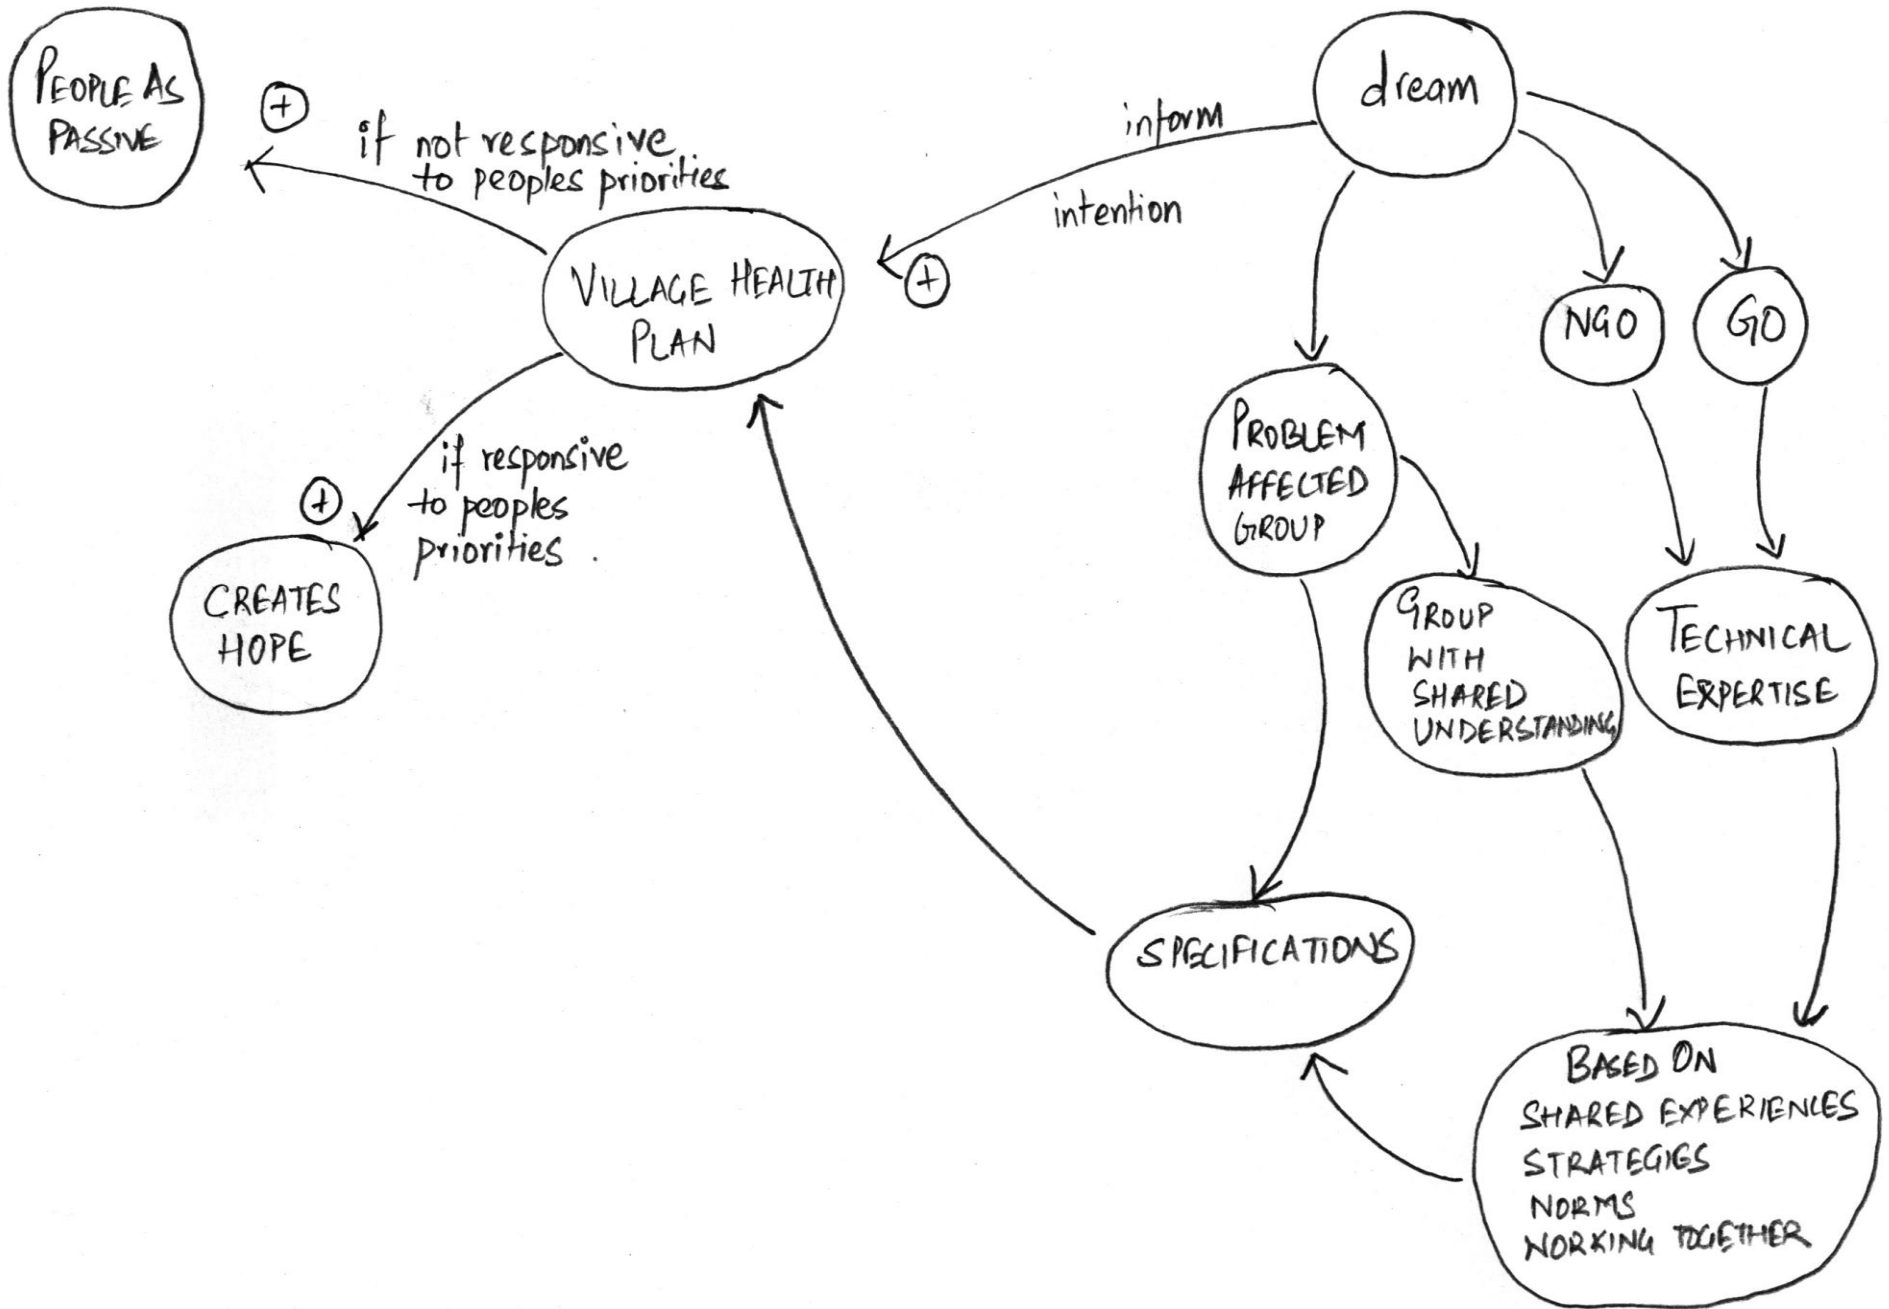 PEOPLE AS
PASSIVE
+
if not responsive
to peoples priorities
VILLAGE HEALTH
PLAN
inform
intention
+
dream
NGO
GO
PROBLEM
AFFECTED
GROUP
if responsive
to peoples
priorities.
+
CREATES
HOPE
GROUP
WITH
SHARED
UNDERSTANDING
TECHNICAL
EXPERTISE
SPECIFICATIONS
BASED ON
SHARED EXPERIENCES
STRATEGIES
NORMS
WORKING TOGETHER